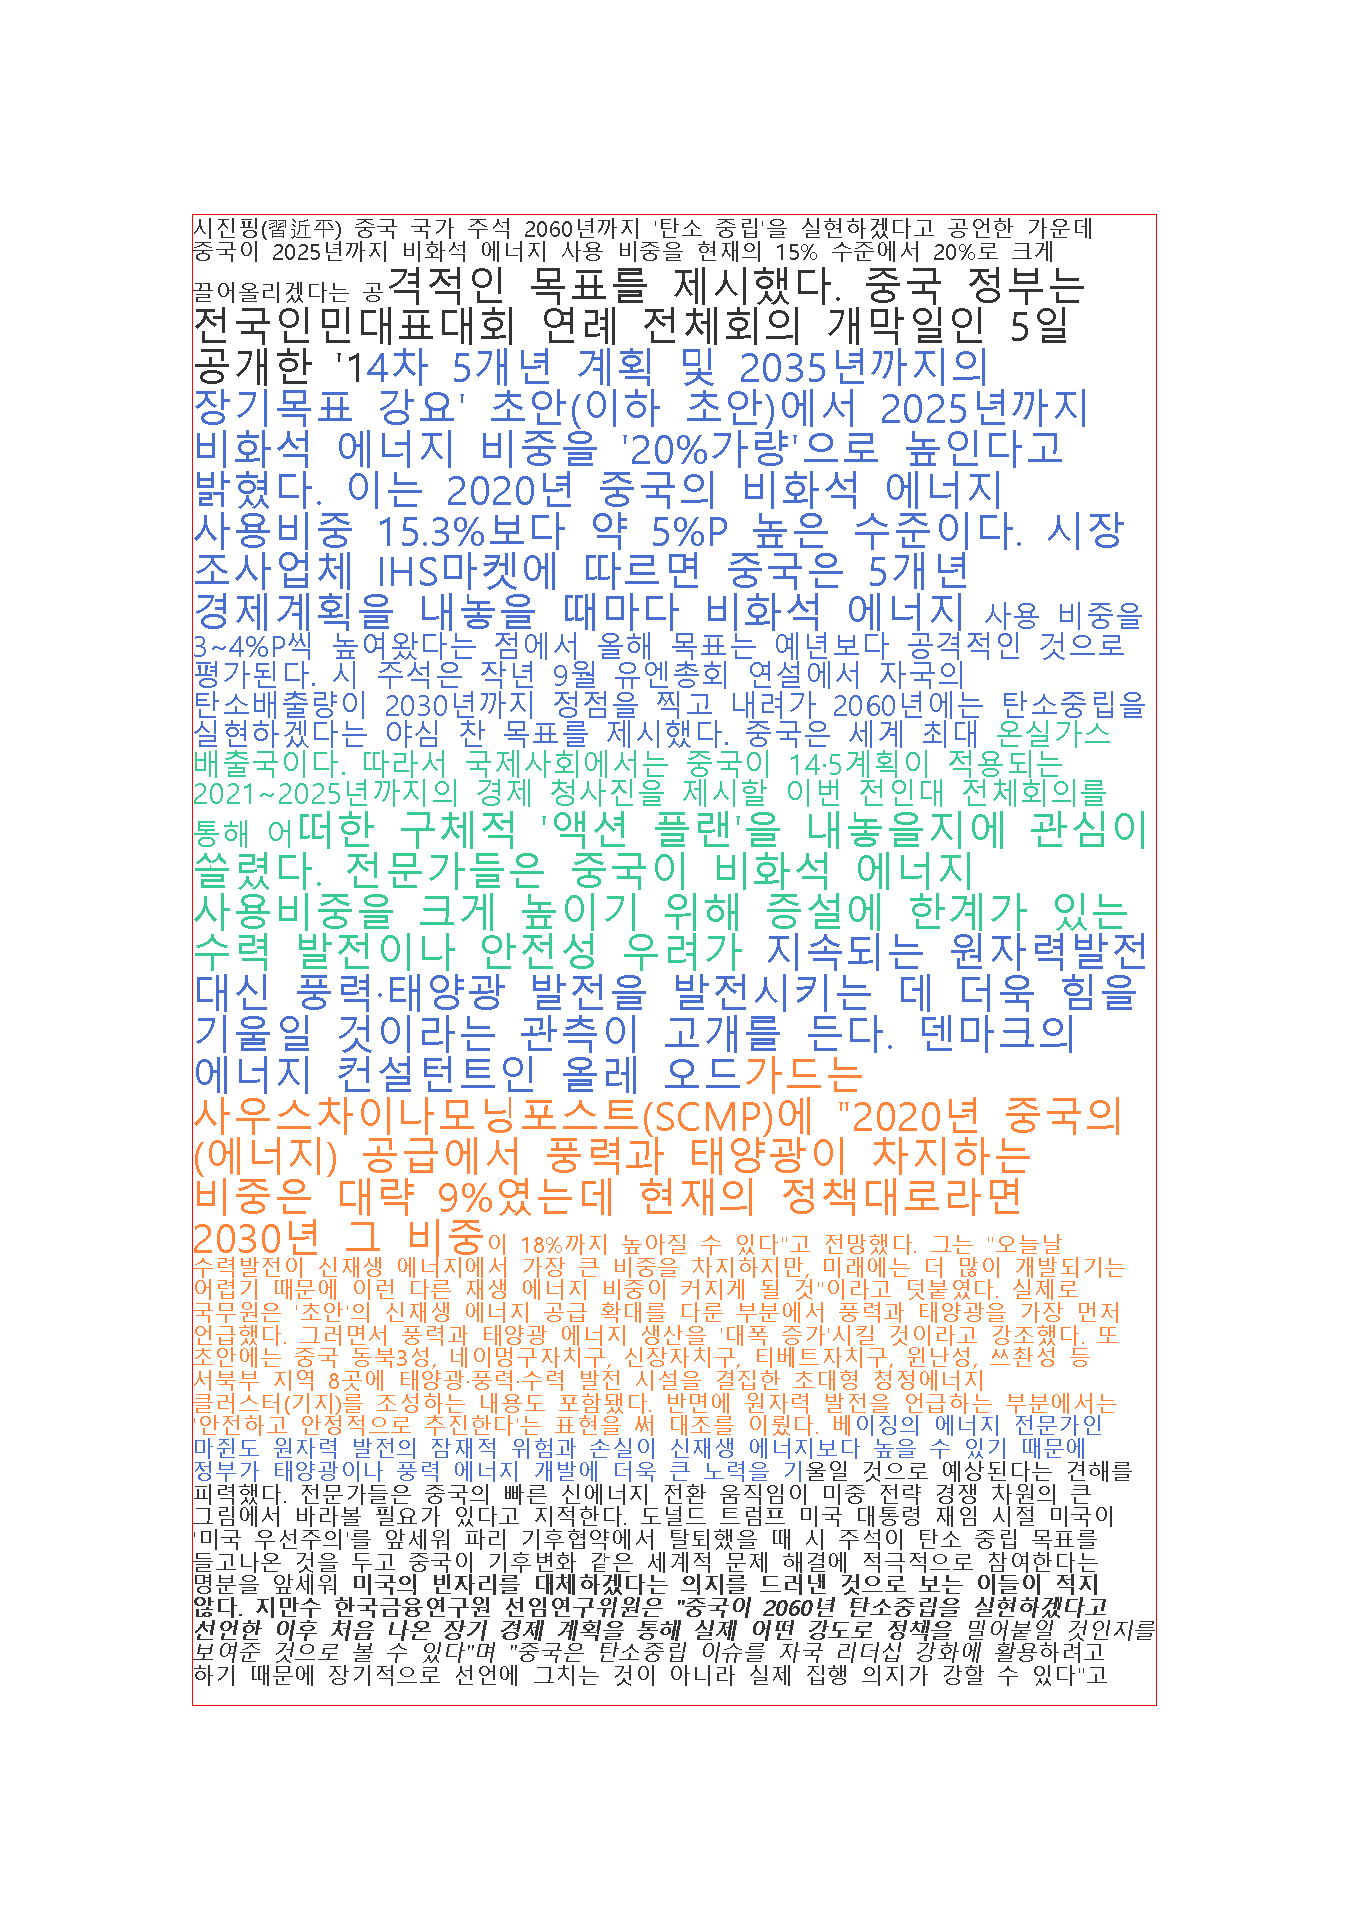 시진핑(習近平) 중국 국가 주석 2060년까지 '탄소 중립'을 실현하겠다고 공언한 가운데
중국이 2025년까지 비화석 에너지 사용 비중을 현재의 15% 수준에서 20%로 크게
끌어올리겠다는 공격적인 목표를 제시했다. 중국 정부는
전국인민대표대회 연례 전체회의 개막일인 5일
공개한 '14차 5개년 계획 및 2035년까지의
장기목표 강요' 초안(이하 초안)에서 2025년까지
비화석 에너지 비중을 '20%가량'으로 높인다고
밝혔다. 이는 2020년 중국의 비화석 에너지
사용비중 15.3%보다 약 5%P 높은 수준이다. 시장
조사업체 IHS마켓에 따르면 중국은 5개년
경제계획을 내놓을 때마다 비화석 에너지 사용 비중을
3~4%P씩 높여왔다는 점에서 올해 목표는 예년보다 공격적인 것으로
평가된다. 시 주석은 작년 9월 유엔총회 연설에서 자국의
탄소배출량이 2030년까지 정점을 찍고 내려가 2060년에는 탄소중립을
실현하겠다는 야심 찬 목표를 제시했다. 중국은 세계 최대 온실가스
배출국이다. 따라서 국제사회에서는 중국이 14·5계획이 적용되는
2021~2025년까지의 경제 청사진을 제시할 이번 전인대 전체회의를
통해 어떠한 구체적 '액션 플랜'을 내놓을지에 관심이
쏠렸다. 전문가들은 중국이 비화석 에너지
사용비중을 크게 높이기 위해 증설에 한계가 있는
수력 발전이나 안전성 우려가 지속되는 원자력발전
대신 풍력·태양광 발전을 발전시키는 데 더욱 힘을
기울일 것이라는 관측이 고개를 든다. 덴마크의
에너지 컨설턴트인 올레 오드가드는
사우스차이나모닝포스트(SCMP)에 "2020년 중국의
(에너지) 공급에서 풍력과 태양광이 차지하는
비중은 대략 9%였는데 현재의 정책대로라면
2030년 그 비중이 18%까지 높아질 수 있다"고 전망했다. 그는 "오늘날
수력발전이 신재생 에너지에서 가장 큰 비중을 차지하지만, 미래에는 더 많이 개발되기는
어렵기 때문에 이런 다른 재생 에너지 비중이 커지게 될 것"이라고 덧붙였다. 실제로
국무원은 '초안'의 신재생 에너지 공급 확대를 다룬 부분에서 풍력과 태양광을 가장 먼저
언급했다. 그러면서 풍력과 태양광 에너지 생산을 '대폭 증가'시킬 것이라고 강조했다. 또
초안에는 중국 동북3성, 네이멍구자치구, 신장자치구, 티베트자치구, 윈난성, 쓰촨성 등
서북부 지역 8곳에 태양광·풍력·수력 발전 시설을 결집한 초대형 청정에너지
클러스터(기지)를 조성하는 내용도 포함됐다. 반면에 원자력 발전을 언급하는 부분에서는
'안전하고 안정적으로 추진한다'는 표현을 써 대조를 이뤘다. 베이징의 에너지 전문가인
마쥔도 원자력 발전의 잠재적 위험과 손실이 신재생 에너지보다 높을 수 있기 때문에
정부가 태양광이나 풍력 에너지 개발에 더욱 큰 노력을 기울일 것으로 예상된다는 견해를
피력했다. 전문가들은 중국의 빠른 신에너지 전환 움직임이 미중 전략 경쟁 차원의 큰
그림에서 바라볼 필요가 있다고 지적한다. 도널드 트럼프 미국 대통령 재임 시절 미국이
'미국 우선주의'를 앞세워 파리 기후협약에서 탈퇴했을 때 시 주석이 탄소 중립 목표를
들고나온 것을 두고 중국이 기후변화 같은 세계적 문제 해결에 적극적으로 참여한다는
명분을 앞세워 미국의 빈자리를 대체하겠다는 의지를 드러낸 것으로 보는 이들이 적지
않다. 지만수 한국금융연구원 선임연구위원은 "중국이 2060년 탄소중립을 실현하겠다고
선언한 이후 처음 나온 장기 경제 계획을 통해 실제 어떤 강도로 정책을 밀어붙일 것인지를
보여준 것으로 볼 수 있다"며 "중국은 탄소중립 이슈를 자국 리더십 강화에 활용하려고
하기 때문에 장기적으로 선언에 그치는 것이 아니라 실제 집행 의지가 강할 수 있다"고